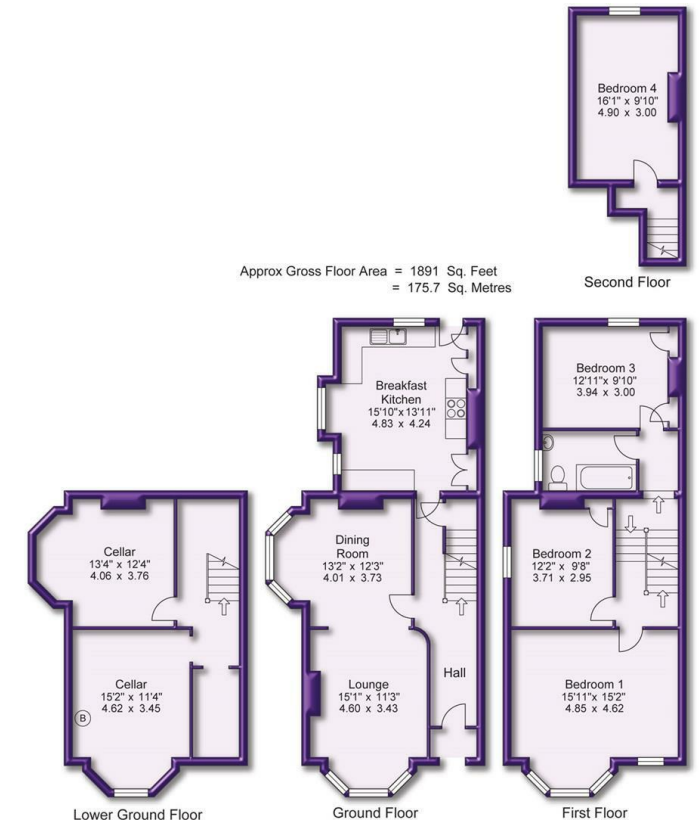 Bedroom 4
16'1" x 9'10"
4.90 x 3.00
Second Floor
Approx Gross Floor Area = 1891 Sq. Feet
= 175.7 Sq. Metres
Breakfast
Kitchen
15'10"x 13'11"
4.83 x 4.24
Bedroom 3
12'11"x 9'10"
3.94 x 3.00
Cellar
13'4" x 12'4"
4.06 x 3.76
Dining
Room
13'2" x 12'3"
4.01 x 3.73
Bedroom 2
12'2" x 9'8"
3.71 x 2.95
Cellar
15'2" x 11'4"
4.62 x 3.45
B
Lounge
15'1" x 11'3"
4.60 x 3.43
Hall
Bedroom 1
15'11" x 15'2"
4.85 x 4.62
Lower Ground Floor
Ground Floor
First Floor